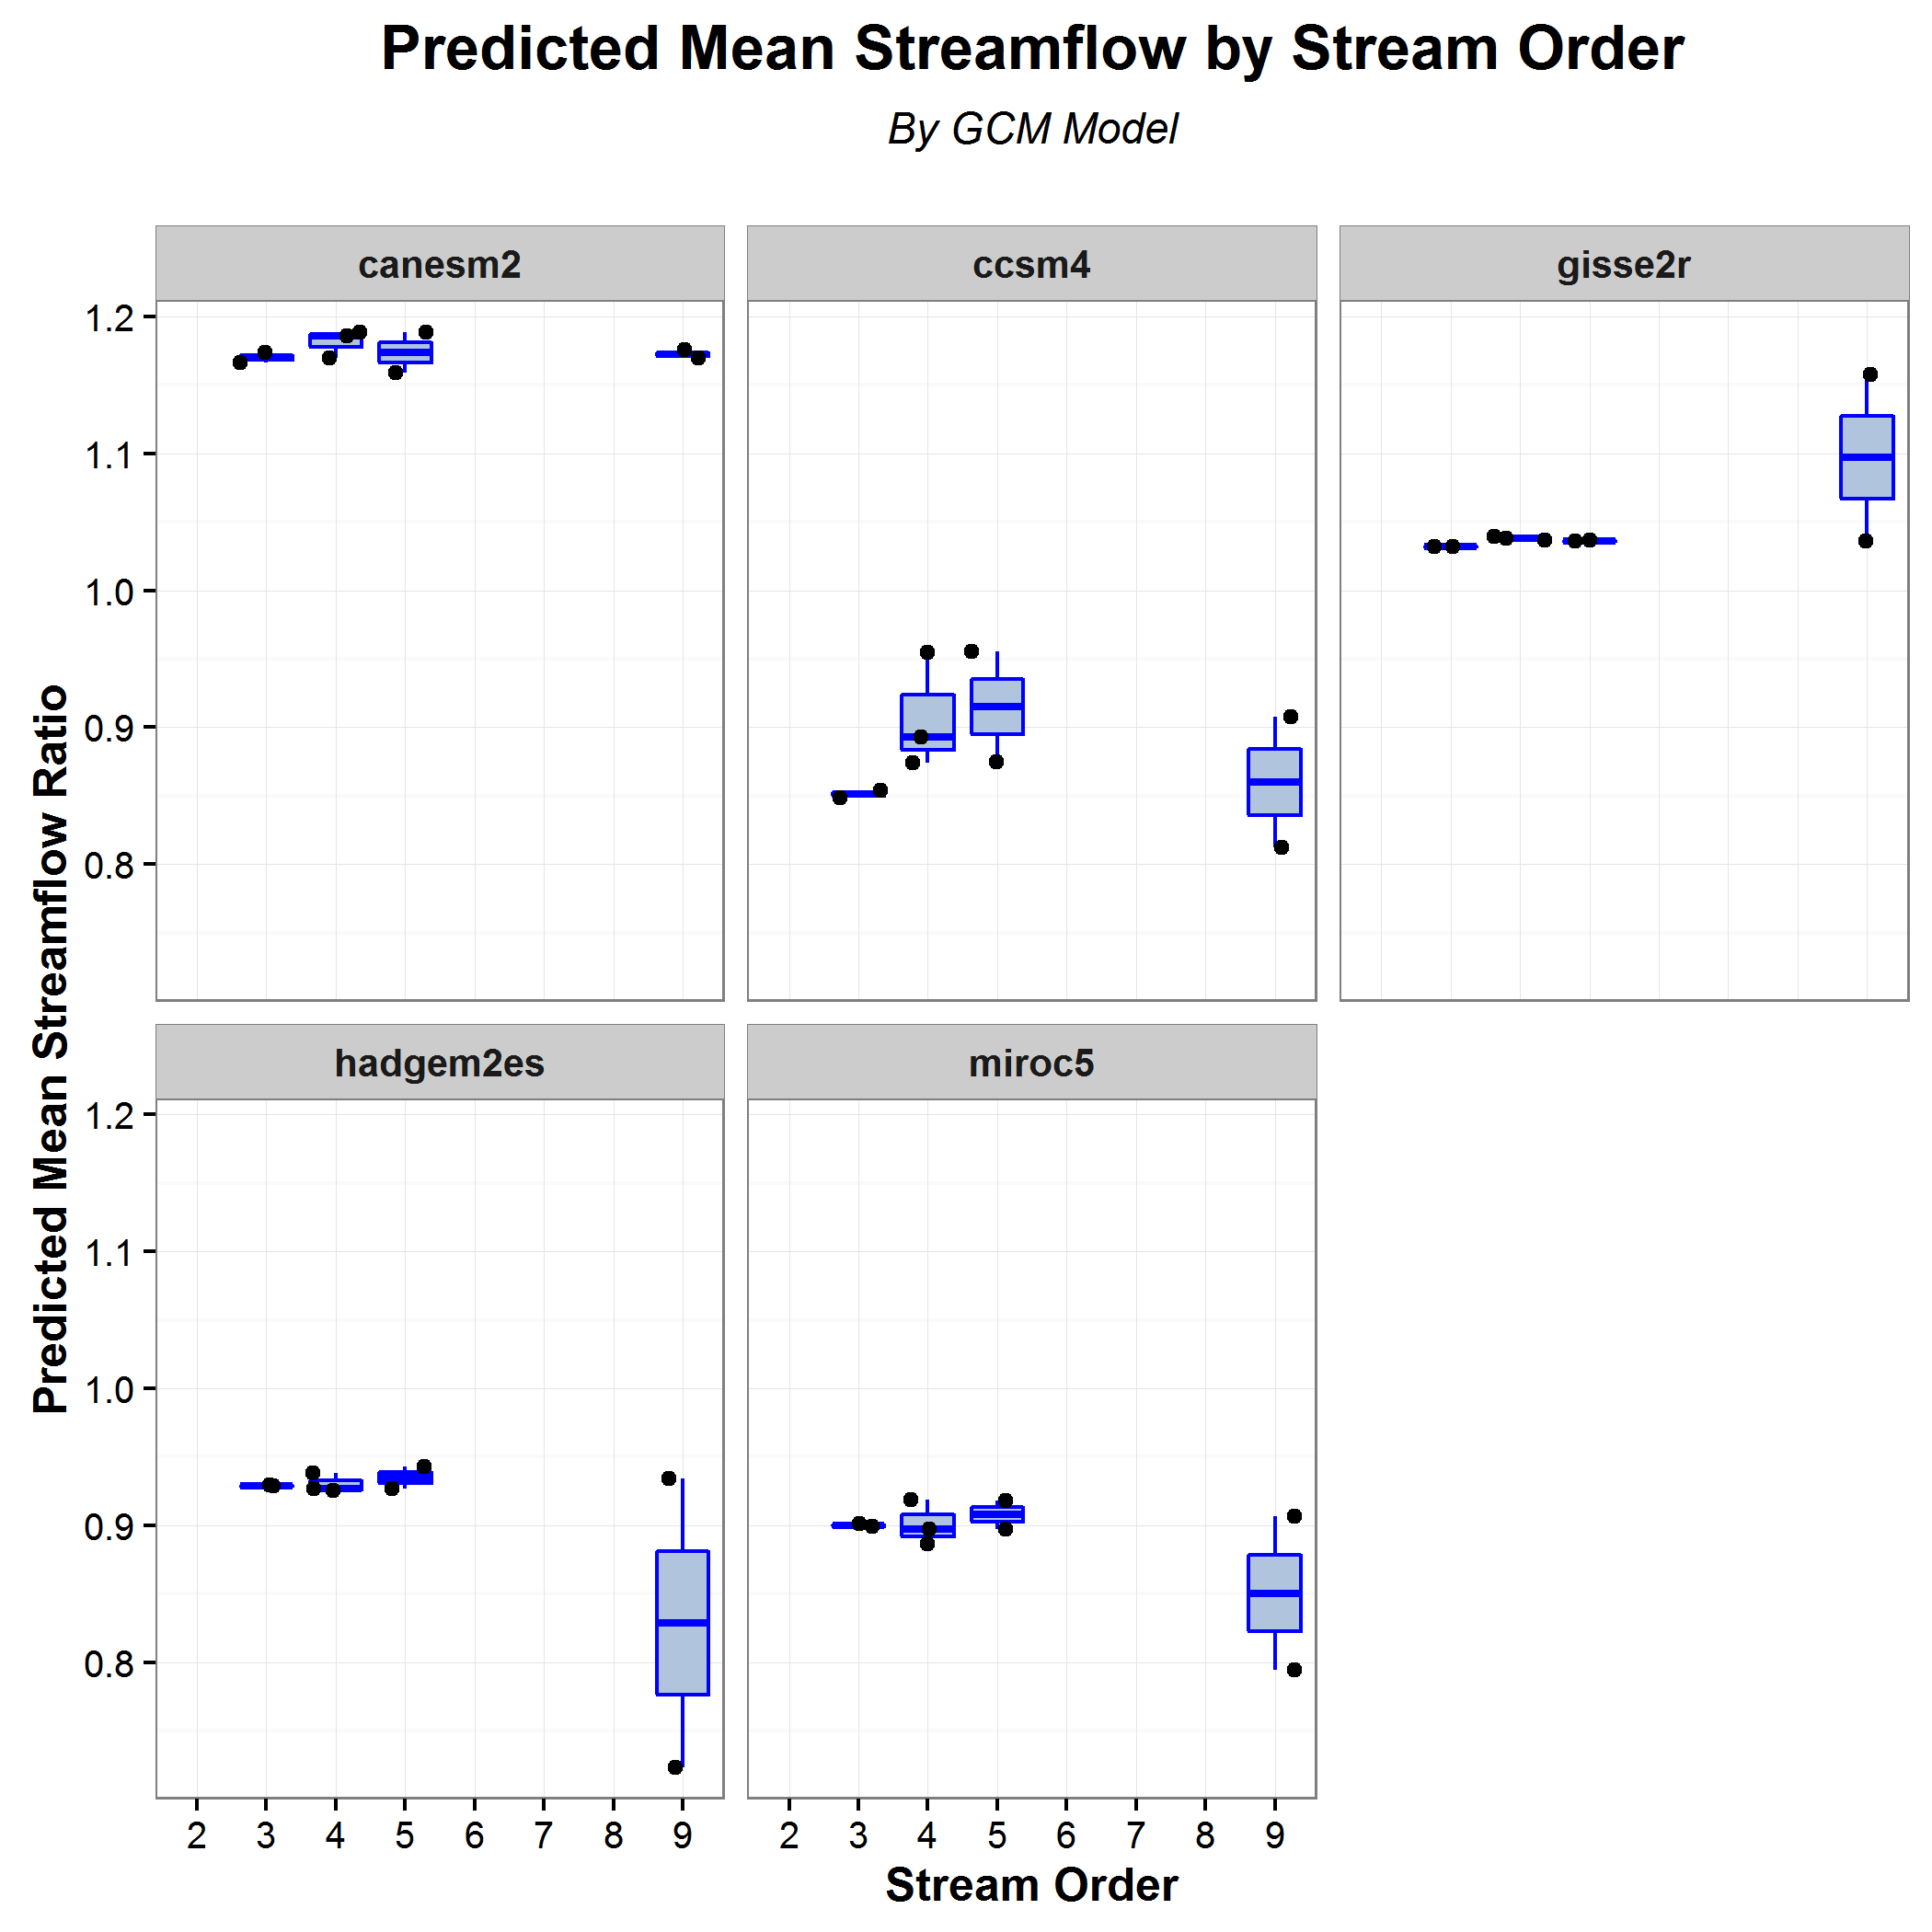 Predicted Mean Streamflow by Stream Order
By GCM Model
canesm2
ccsm4
gisse2r
1.2
1.1
1.0
0.9
0.8
Predicted Mean Streamflow Ratio
hadgem2es
miroc5
1.2
1.1
1.0
0.9
0.8
2 3 4 5 6 7 8 9
2 3 4 5 6 7 8 9
Stream Order